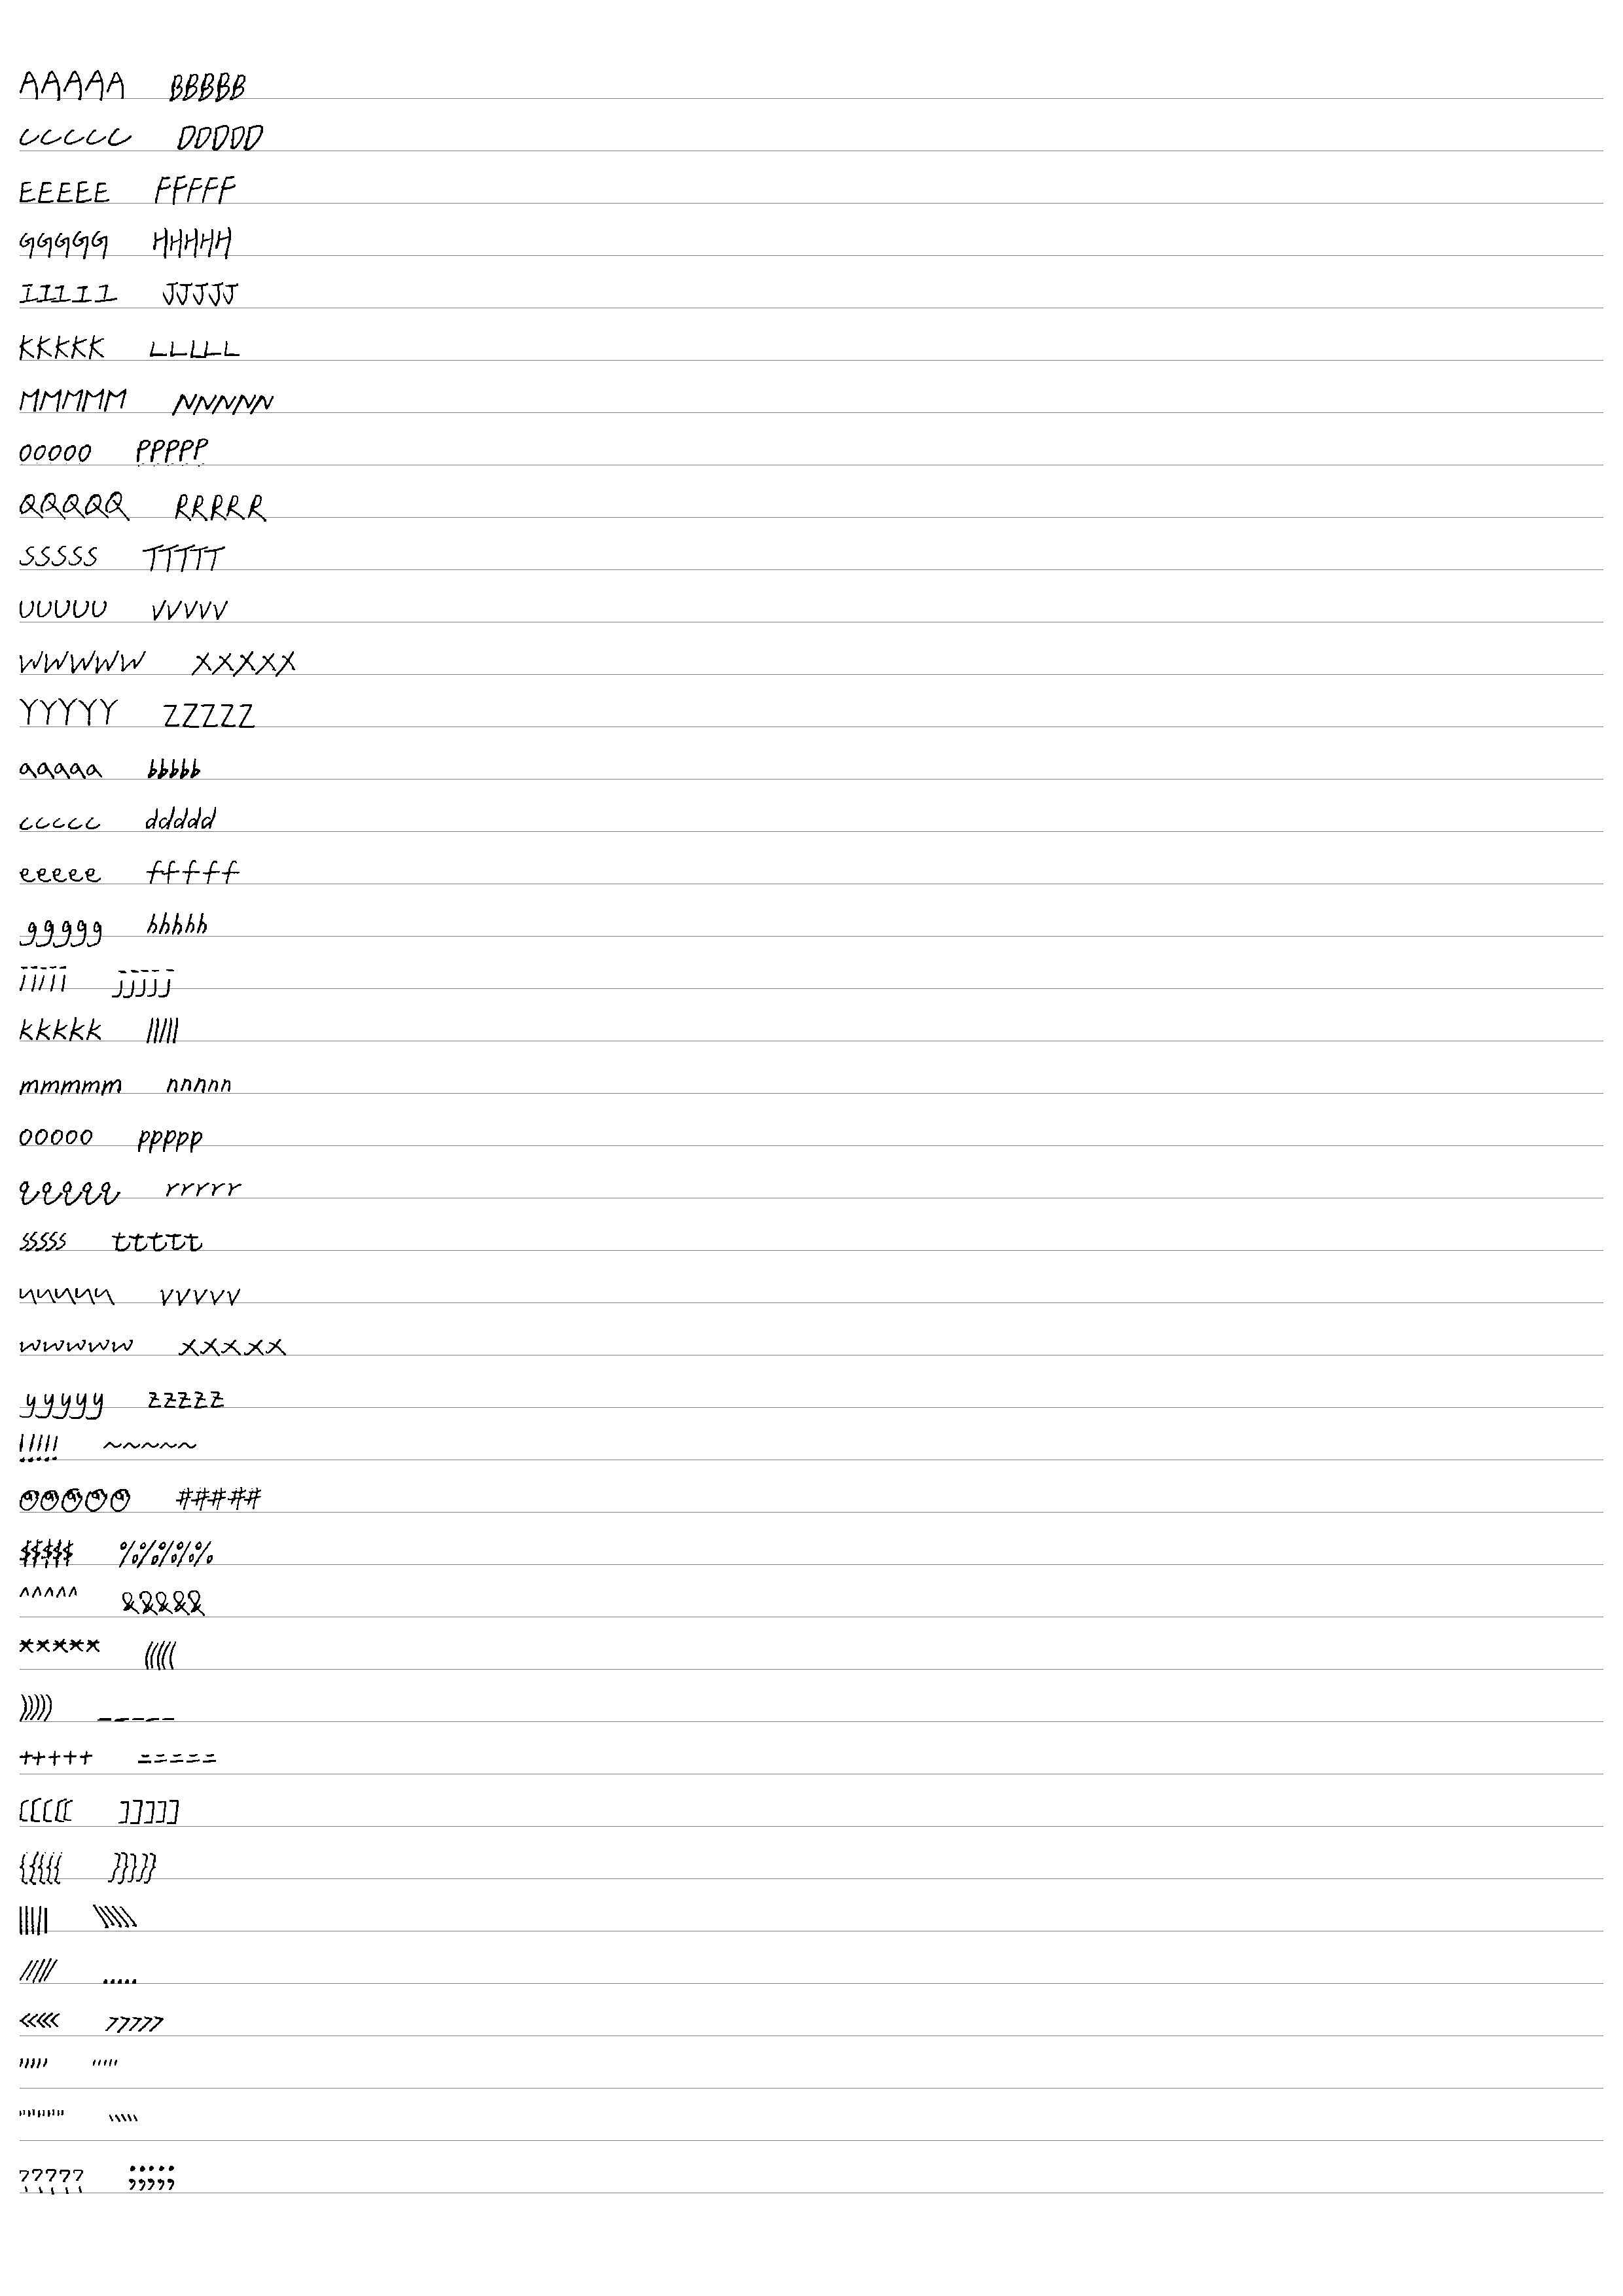 AAAAA BBBBB
CCCCC DDDDD
EEEEE FFFFF
GGGGG HHHHH
IIIII JJJJJ
KKKKK LLLLL
MMMMM NNNNN
OOOOO PPPPP
QQQQQ RRRRR
SSSSS TTTTT
UUUUU VVVVV
WWWWW XXXXX
YYYYY ZZZZZ
aaaaa bbbbb
ccccc ddddd
eeeee fffff
ggggg hhhhh
iiiii jjjjj
kkkkk lllll
mmmmm nnnnn
ooooo ppppp
qqqqq rrrrr
sssss ttttt
uuuuu vvvvv
wwwww xxxxx
yyyyy zzzzz
!!!!! ~~~~~
@@@@@ #####
$$$$$ %%%%%
^^^^^ &&&&&
***** (((((
))))) _____
+++++ =====
[[[[[ ]]]]]
{{{{{ }}}}}
||||| \\\\\
///// .....
<<<<< >>>>>
,,,,, '''''
""""" `````
????? ;;;;;